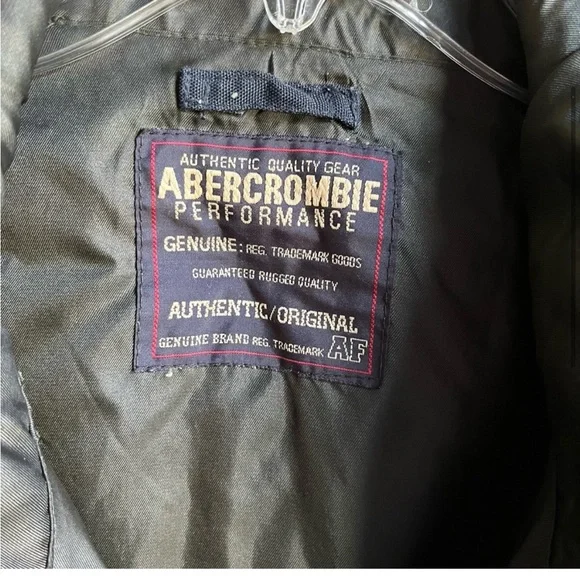 AUTHENTIC QUALITY GEAR
ABERCROMBIE
PERFORMANCE
GENUINE: REG. TRADEMARK GOODS
GUARANTEED RUGGED QUALITY
AUTHENTIC/ORIGINAL
GENUINE BRAND REG. TRADEMARK AF